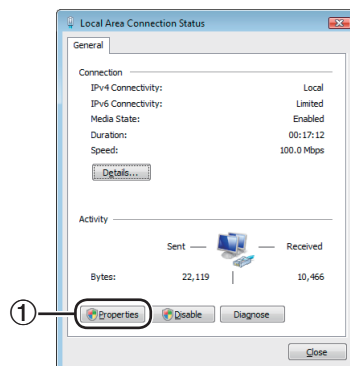 Local Area Connection Status
General
Connection
IPv4 Connectivity: Local
IPv6 Connectivity: Limited
Media State: Enabled
Duration: 00:17:12
Speed: 100.0 Mbps
Details...
Activity
Sent — — Received
Bytes: 22,119 | 10,466
① Properties Disable Diagnose
Close